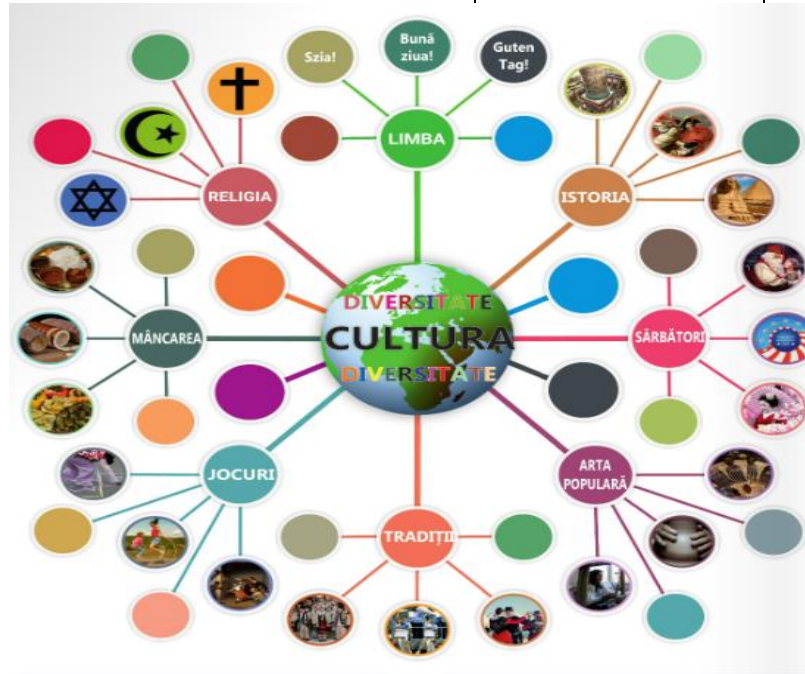 Szia!
Bună
ziua!
Guten
Tag!
LIMBA
RELIGIA
ISTORIA
DIVERSITATE
CULTURA
DIVERSITATE
MÂNCAREA
SĂRBĂTORI
JOCURI
ARTA
POPULARĂ
TRADIȚII